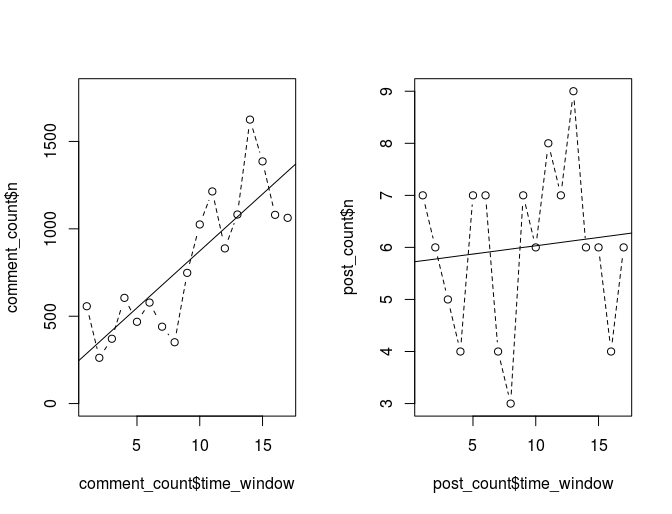 1500
1000
500
0
comment_count$n
5 10 15
comment_count$time_window
9
8
7
6
5
4
3
post_count$n
5 10 15
post_count$time_window